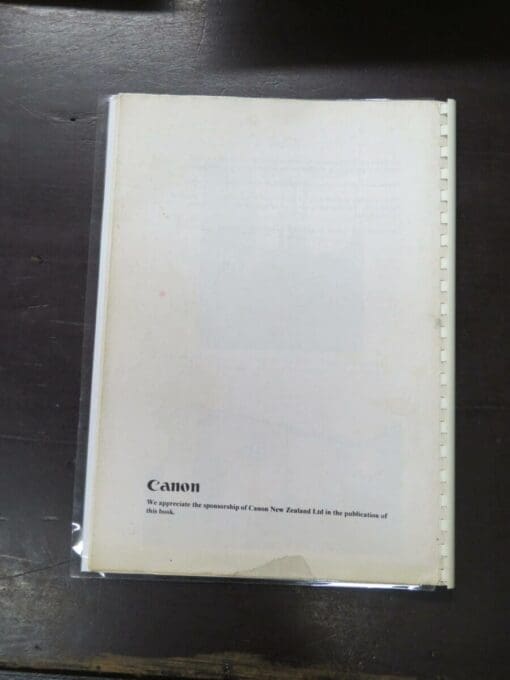 Canon
We appreciate the sponsorship of Canon New Zealand Ltd in the publication of
this book.